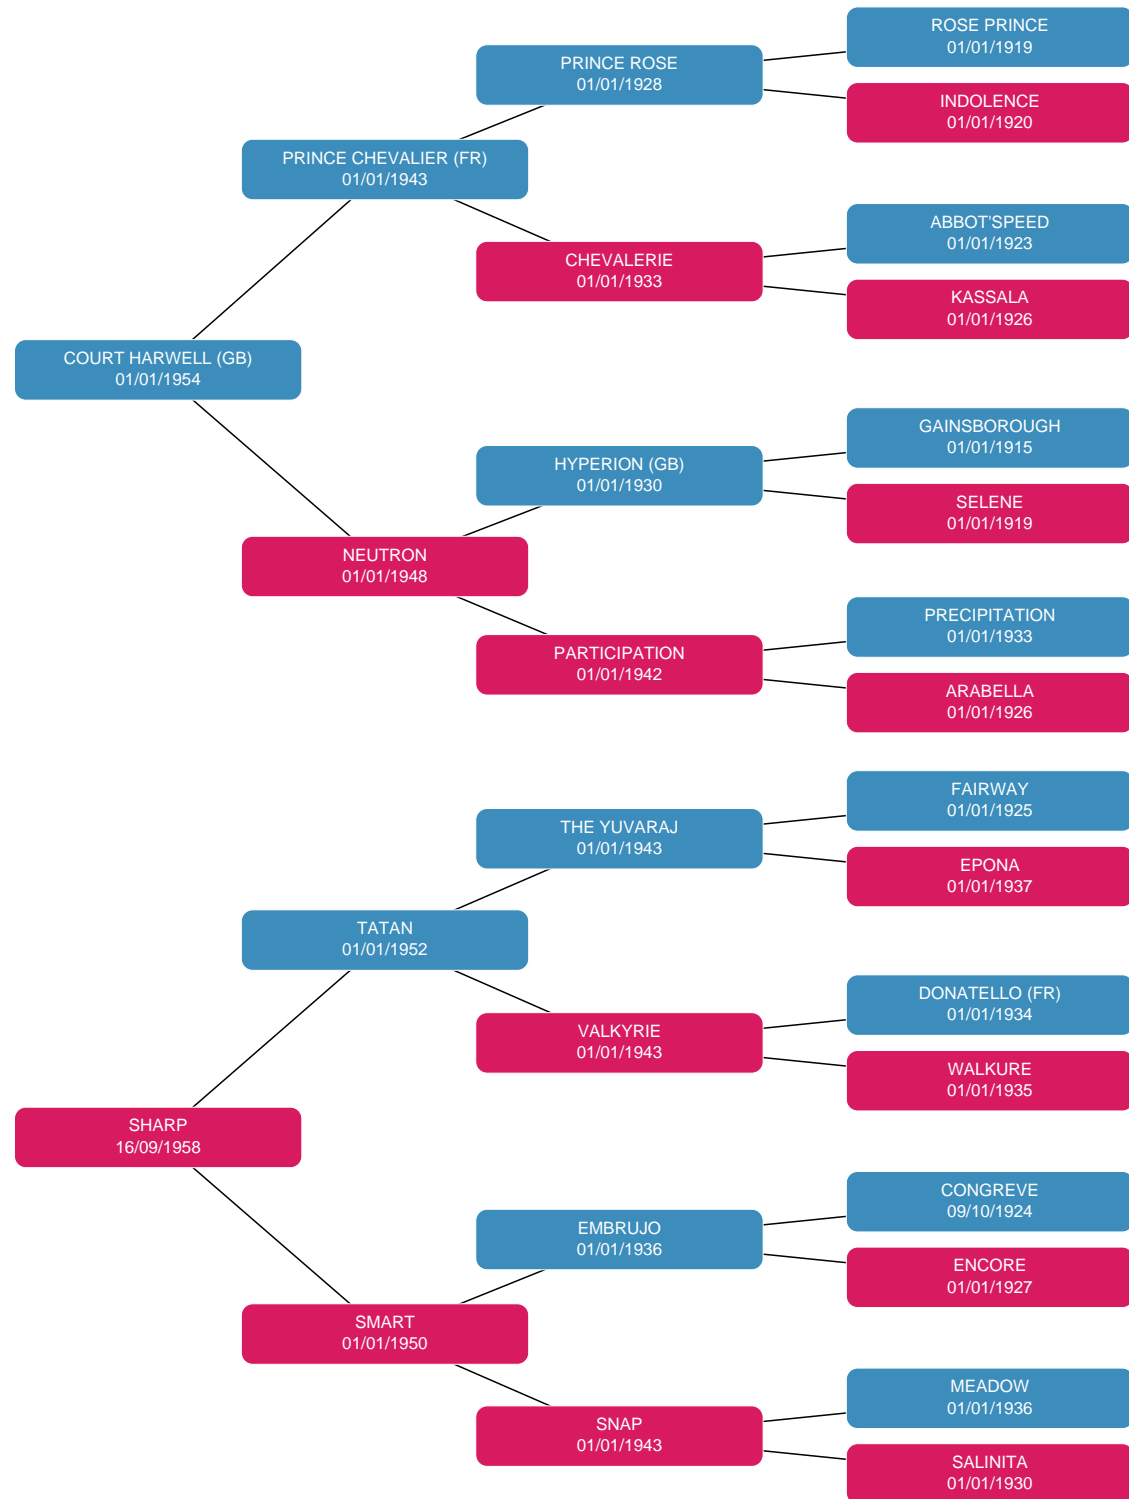 ROSE PRINCE
01/01/1919
PRINCE ROSE
01/01/1928
INDOLENCE
01/01/1920
PRINCE CHEVALIER (FR)
01/01/1943
ABBOT'SPEED
01/01/1923
CHEVALERIE
01/01/1933
KASSALA
01/01/1926
COURT HARWELL (GB)
01/01/1954
GAINSBOROUGH
01/01/1915
HYPERION (GB)
01/01/1930
SELENE
01/01/1919
NEUTRON
01/01/1948
PRECIPITATION
01/01/1933
PARTICIPATION
01/01/1942
ARABELLA
01/01/1926
FAIRWAY
01/01/1925
THE YUVARAJ
01/01/1943
EPONA
01/01/1937
TATAN
01/01/1952
DONATELLO (FR)
01/01/1934
VALKYRIE
01/01/1943
WALKURE
01/01/1935
SHARP
16/09/1958
CONGREVE
09/10/1924
EMBRUJO
01/01/1936
ENCORE
01/01/1927
SMART
01/01/1950
MEADOW
01/01/1936
SNAP
01/01/1943
SALINITA
01/01/1930